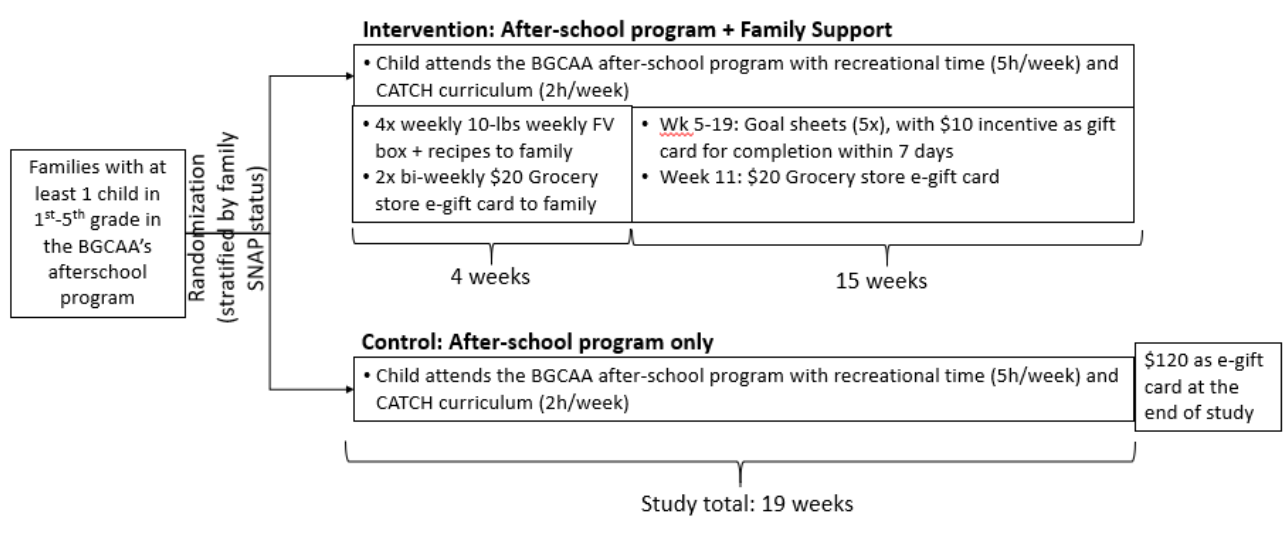 Intervention: After-school program + Family Support
• Child attends the BGCAA after-school program with recreational time (5h/week) and
CATCH curriculum (2h/week)
• 4x weekly 10-lbs weekly FV
box + recipes to family
• 2x bi-weekly $20 Grocery
store e-gift card to family
• Wk 5-19: Goal sheets (5x), with $10 incentive as gift
card for completion within 7 days
• Week 11: $20 Grocery store e-gift card
Families with at
least 1 child in
1st-5th grade in
the BGCAA's
afterschool
program
Randomization
(stratified by family
SNAP status)
4 weeks
15 weeks
Control: After-school program only
• Child attends the BGCAA after-school program with recreational time (5h/week) and
CATCH curriculum (2h/week)
$120 as e-gift
card at the
end of study
Study total: 19 weeks